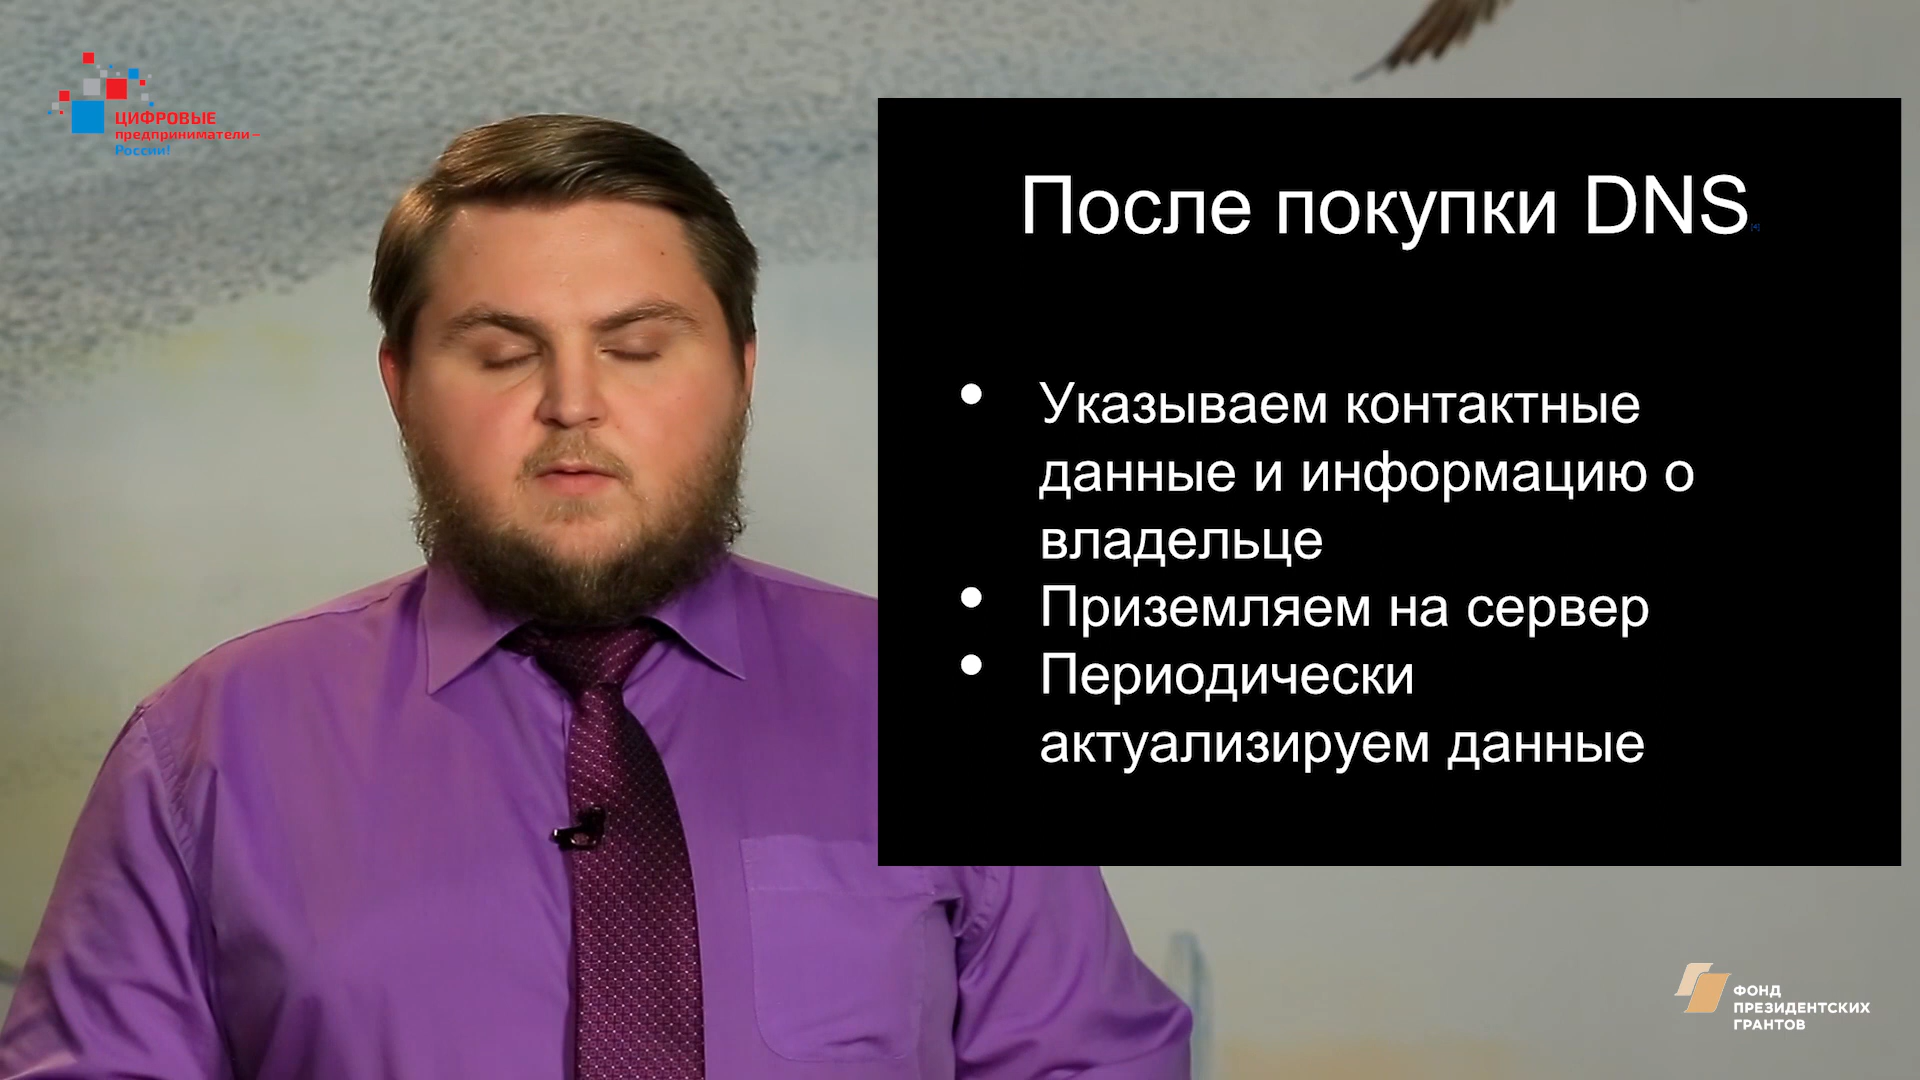 ЦИФРОВЫЕ
предприниматели –
России!
После покупки DNS
[4]
• Указываем контактные
данные и информацию о
владельце
• Приземляем на сервер
• Периодически
актуализируем данные
ФОНД
ПРЕЗИДЕНТСКИХ
ГРАНТОВ